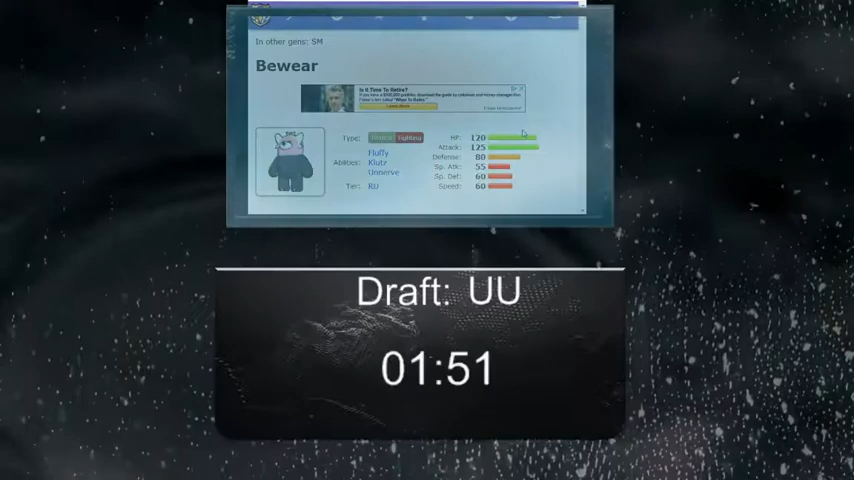 In other gens: SM
Bewear
Is It Time To Retire?
Type: Normal Fighting
Abilities: Fluffy
Klutz
Unnerve
Tier: RU
HP: 120
Attack: 125
Defense: 80
Sp. Atk: 55
Sp. Def: 60
Speed: 60
Draft: UU
01:51